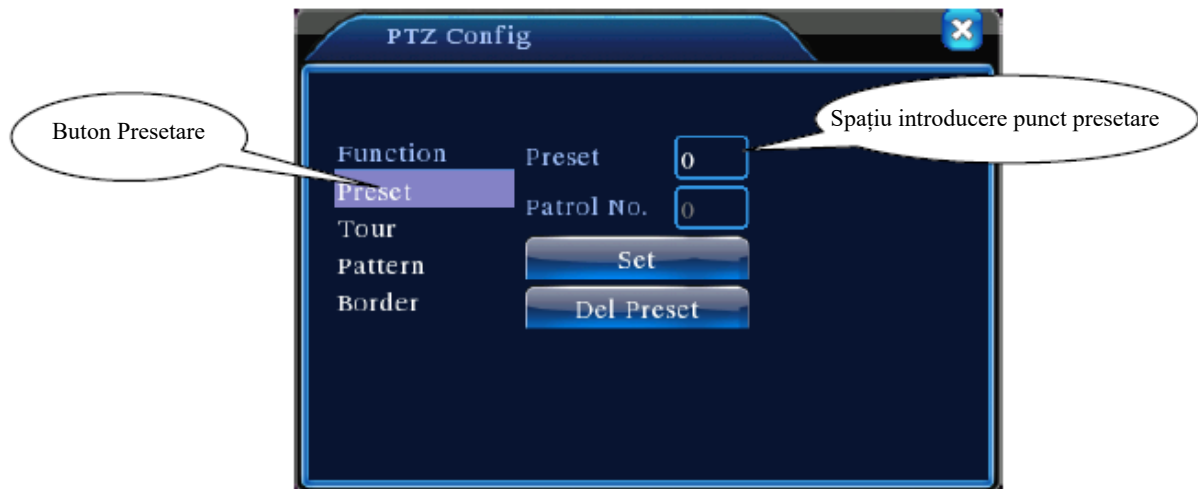 PTZ Config
Buton Presetare
Spațiu introducere punct presetare
Function
Preset
Tour
Pattern
Border
Preset 0
Patrol No. 0
Set
Del Preset